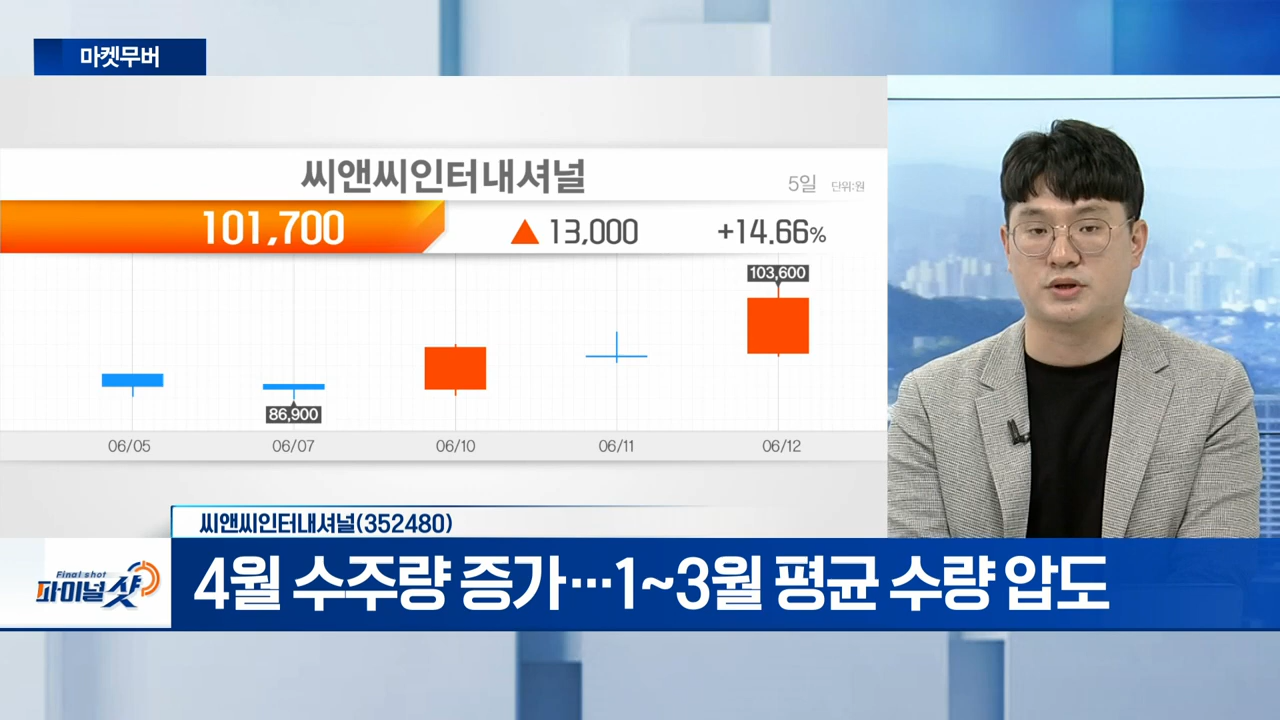 마켓무버
씨앤씨인터내셔널
5일 단위:원
101,700 ▲ 13,000 +14.66%
103,600
86,900
06/05 06/07 06/10 06/11 06/12
씨앤씨인터내셔널(352480)
Final shot
파이널샷
4월 수주량 증가…1~3월 평균 수량 압도